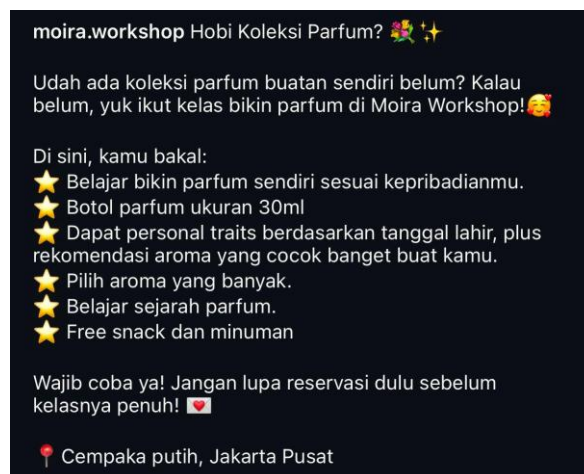 moira.workshop Hobi Koleksi Parfum? 💐✨
Udah ada koleksi parfum buatan sendiri belum? Kalau
belum, yuk ikut kelas bikin parfum di Moira Workshop!🥰
Di sini, kamu bakal:
⭐ Belajar bikin parfum sendiri sesuai kepribadianmu.
⭐ Botol parfum ukuran 30ml
⭐ Dapat personal traits berdasarkan tanggal lahir, plus
rekomendasi aroma yang cocok banget buat kamu.
⭐ Pilih aroma yang banyak.
⭐ Belajar sejarah parfum.
⭐ Free snack dan minuman
Wajib coba ya! Jangan lupa reservasi dulu sebelum
kelasnya penuh! 💌
📍 Cempaka putih, Jakarta Pusat